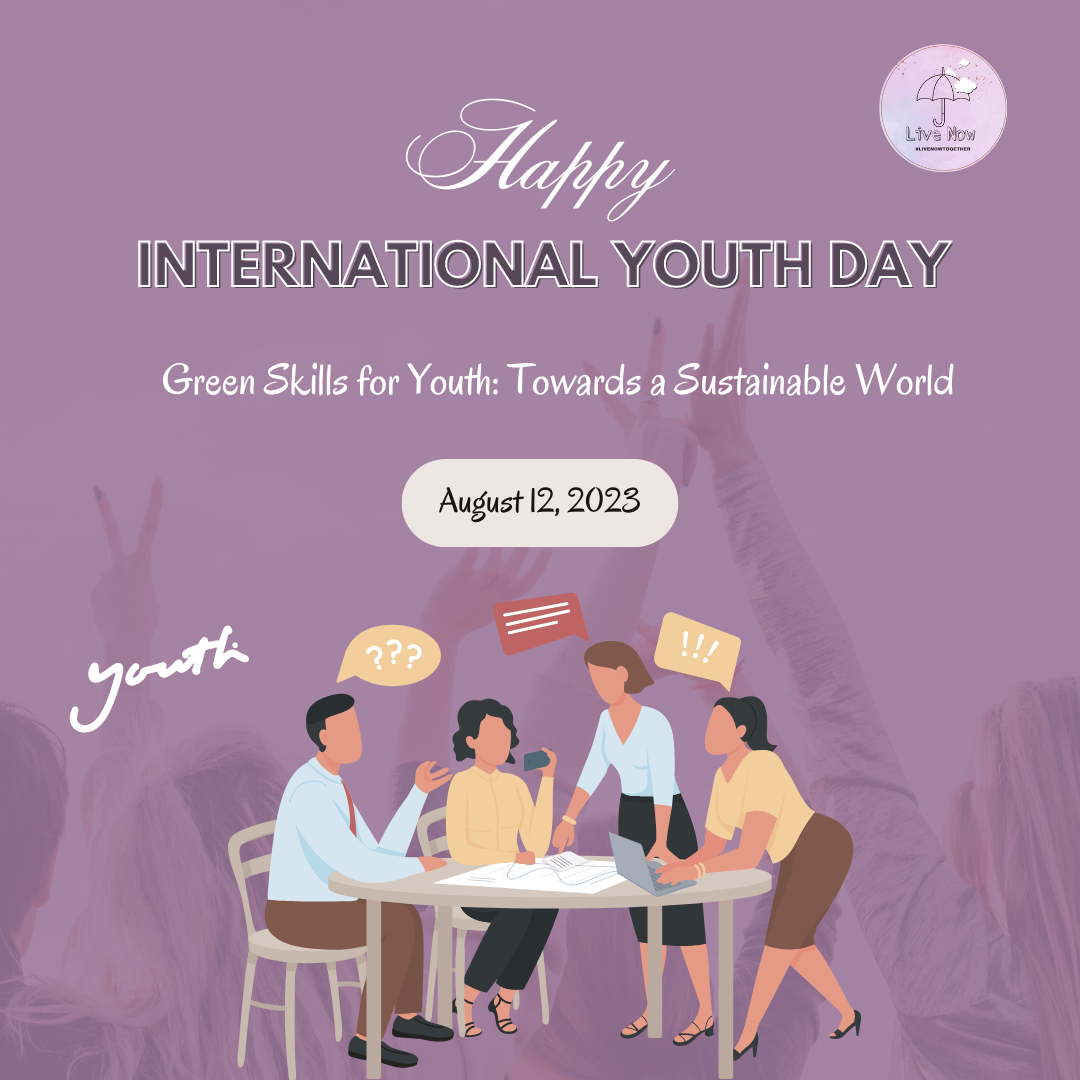 Live Now
#LIVENOWTOGETHER
Happy
INTERNATIONAL YOUTH DAY
Green Skills for Youth: Towards a Sustainable World
August 12, 2023
youth
???
!!!